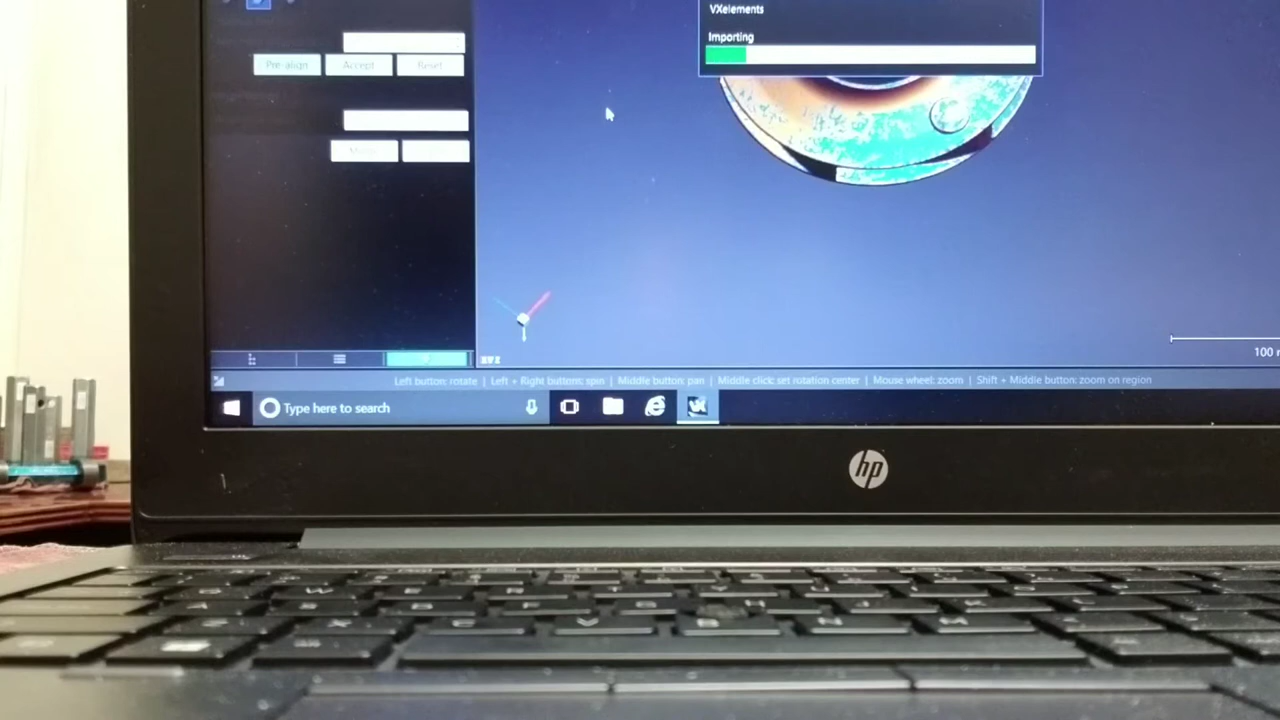 VXelements
Importing
Pre-align Accept Reset
XYZ
100
Left button: rotate | Left + Right buttons: spin | Middle button: pan | Middle click: set rotation center | Mouse wheel: zoom | Shift + Middle button: zoom on region
Type here to search
hp